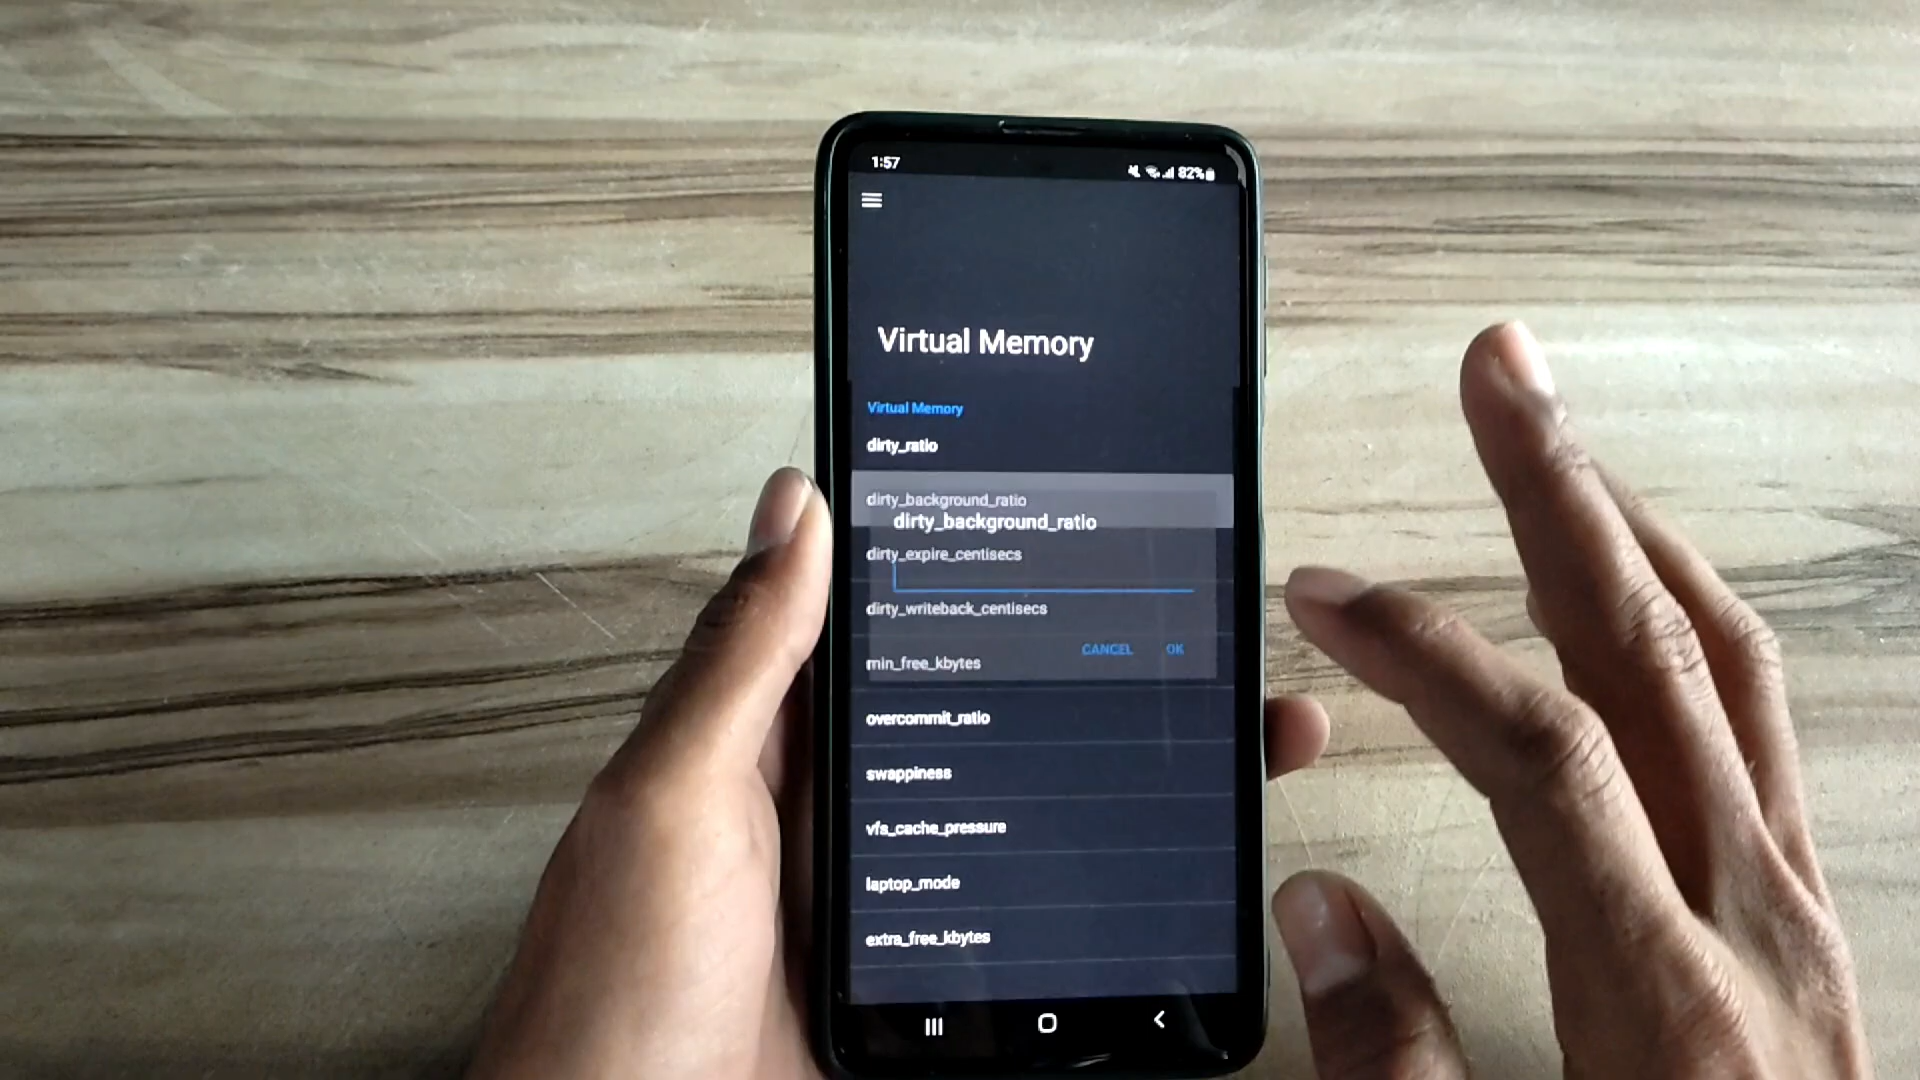 1:57
82%
Virtual Memory
Virtual Memory
dirty_ratio
dirty_background_ratio
dirty_background_ratio
dirty_expire_centisecs
dirty_writeback_centisecs
CANCEL OK
min_free_kbytes
overcommit_ratio
swappiness
vfs_cache_pressure
laptop_mode
extra_free_kbytes